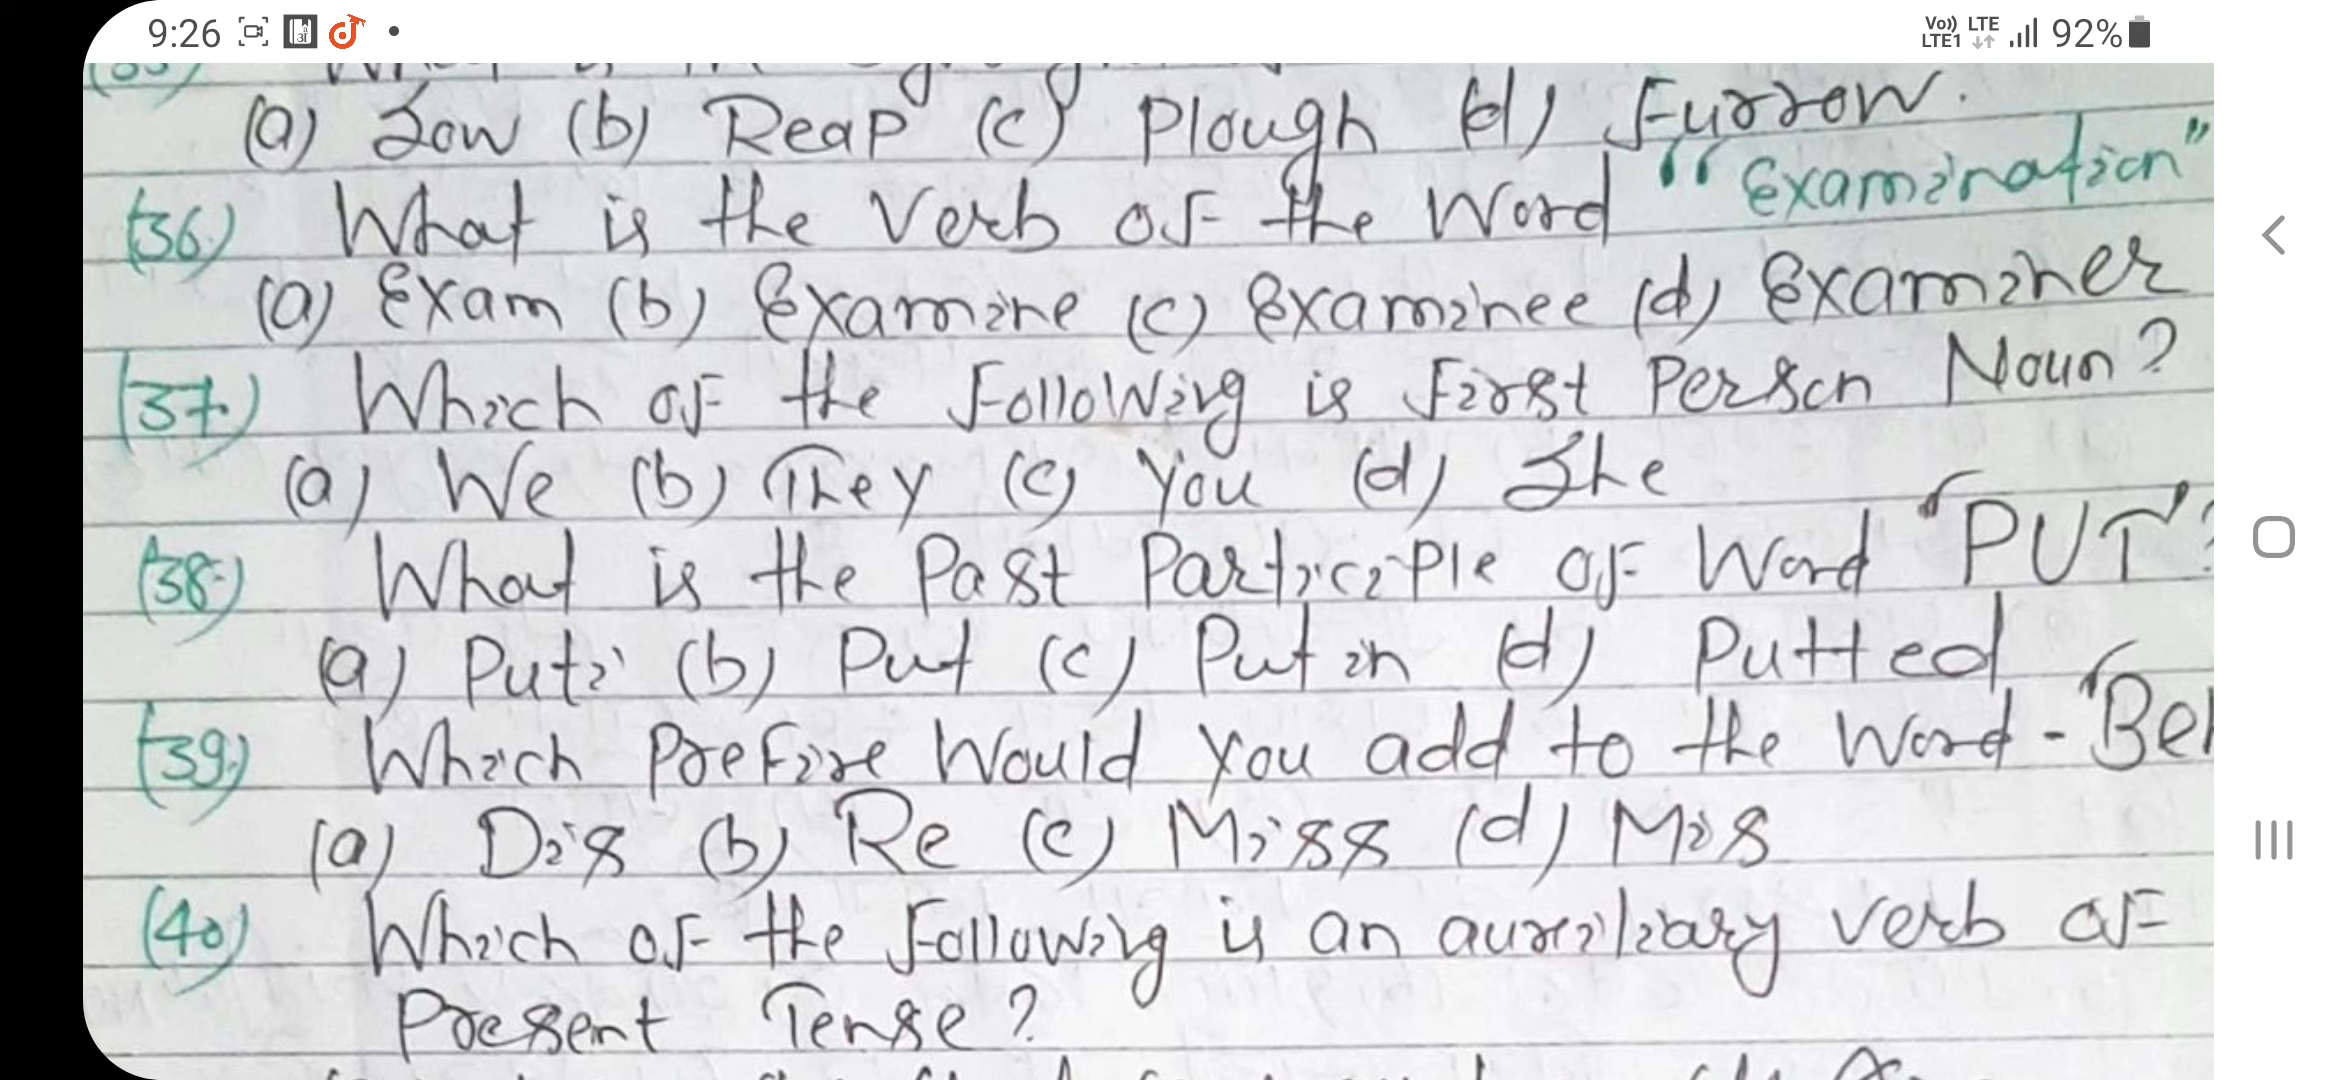 9:26 Vo)) LTE LTE1 92%
(a) Sow (b) Reap (c) Plough (d) Furrow.
(36) What is the Verb of the Word "Examination"
(a) Exam (b) Examine (c) Examinee (d) Examiner
(37) Which of the Following is First Person Noun?
(a) We (b) They (c) You (d) She
(38) What is the Past Participle of Word "PUT"?
(a) Puti (b) Put (c) Put in (d) Putted
(39) Which Prefixe Would You add to the Word -
(a) Dis (b) Re (c) Miss (d) Mis
(40) Which of the Following is an auxiliary verb of
Present Tense?